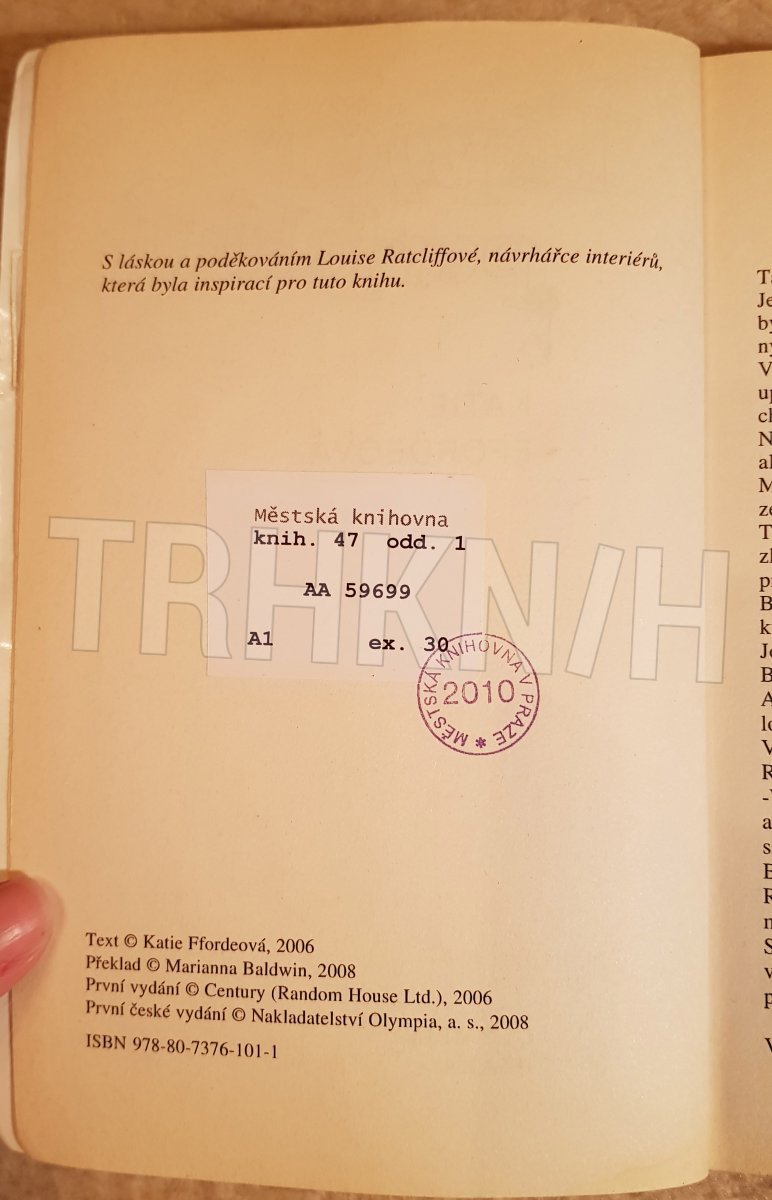 S láskou a poděkováním Louise Ratcliffové, návrhářce interiérů,
která byla inspirací pro tuto knihu.
Městská knihovna
knih. 47 odd. 1
AA 59699
A1 ex. 30
MĚSTSKÁ KNIHOVNA V PRAZE *
2010
TRHKN/H
Text © Katie Ffordeová, 2006
Překlad © Marianna Baldwin, 2008
První vydání © Century (Random House Ltd.), 2006
První české vydání © Nakladatelství Olympia, a. s., 2008
ISBN 978-80-7376-101-1